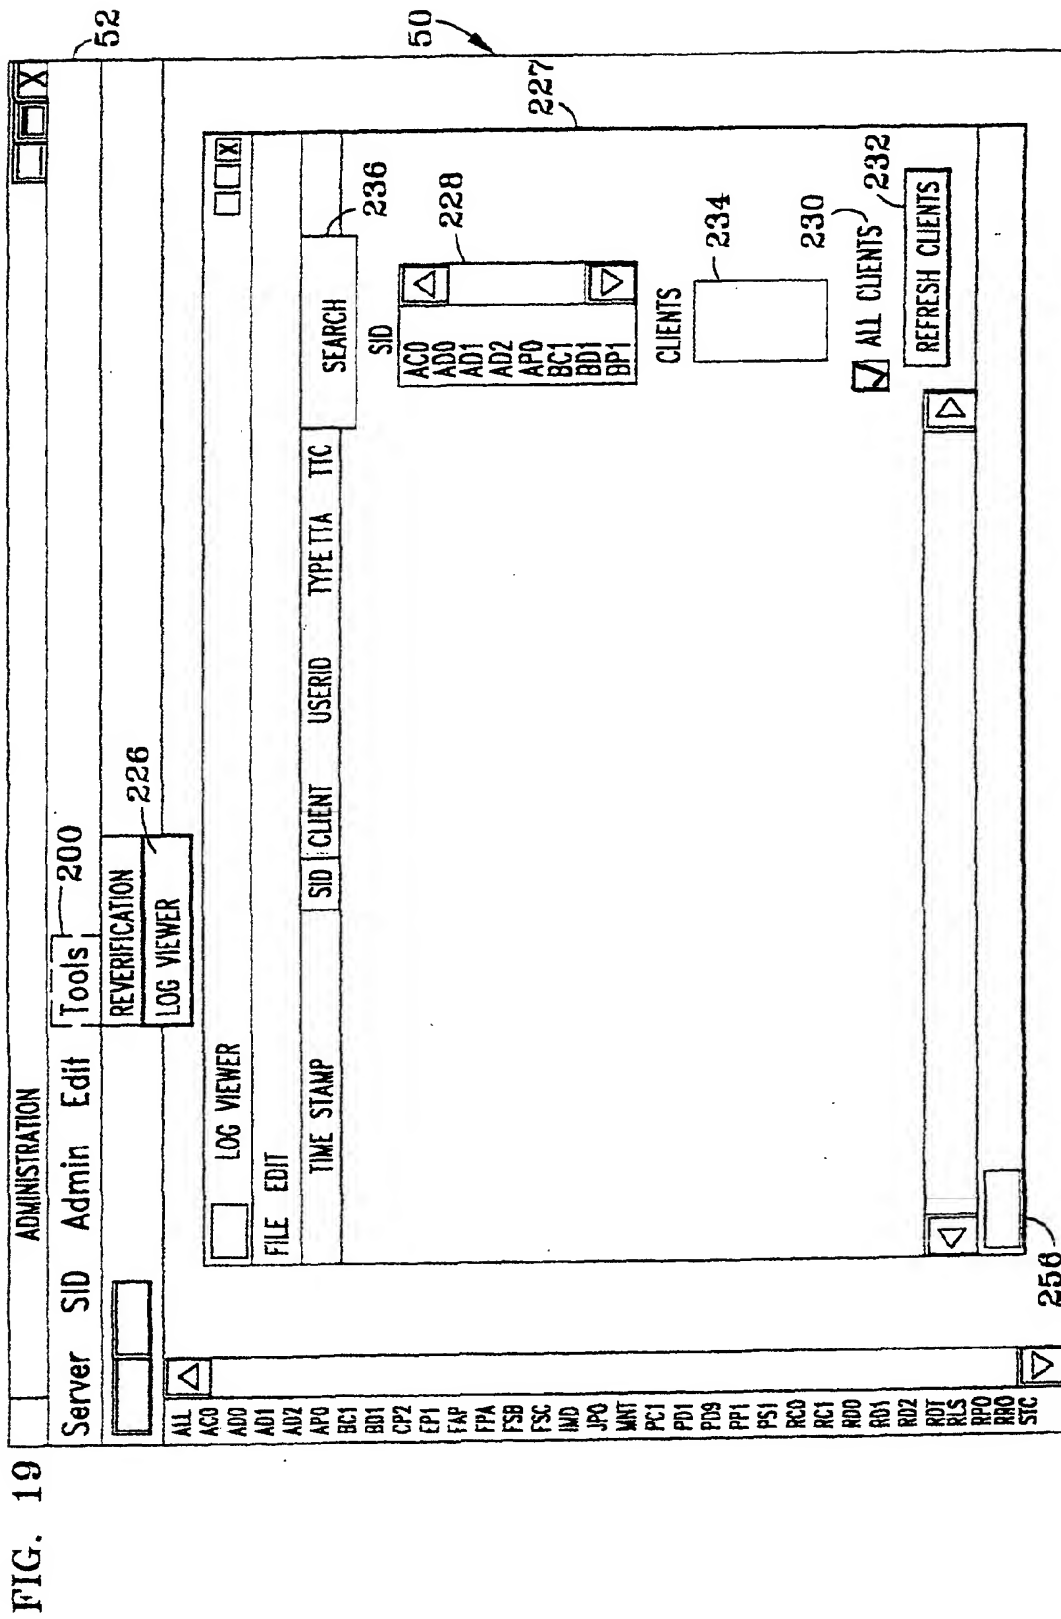 FIG. 19
ADMINISTRATION
52
Server SID Admin Edit Tools
200
REVERIFICATION
LOG VIEWER
226
50
227
LOG VIEWER
X
X
FILE EDIT
TIME STAMP SID CLIENT USERID TYPE TTA TTC
SEARCH
236
SID
AC0
AD0
AD1
AD2
AP0
BC1
BD1
BP1
228
CLIENTS
234
ALL CLIENTS
230
REFRESH CLIENTS
232
256
ALL
AC0
AD0
AD1
AD2
AP0
BC1
BD1
CP2
EP1
FAP
FPA
FSB
FSC
IMD
JPO
MNT
PC1
PD1
PD9
PP1
PS1
RC0
RC1
RD0
RD1
RD2
RDT
RLS
RPO
RRO
STC